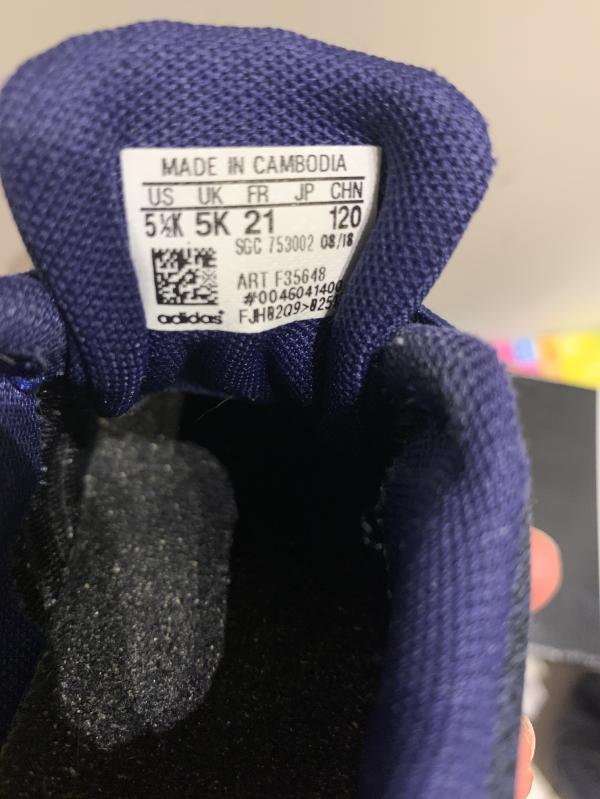 MADE IN CAMBODIA
US UK FR JP CHN
5½K 5K 21 120
SGC 753002 08/18
ART F35648
#0046041400
adidas